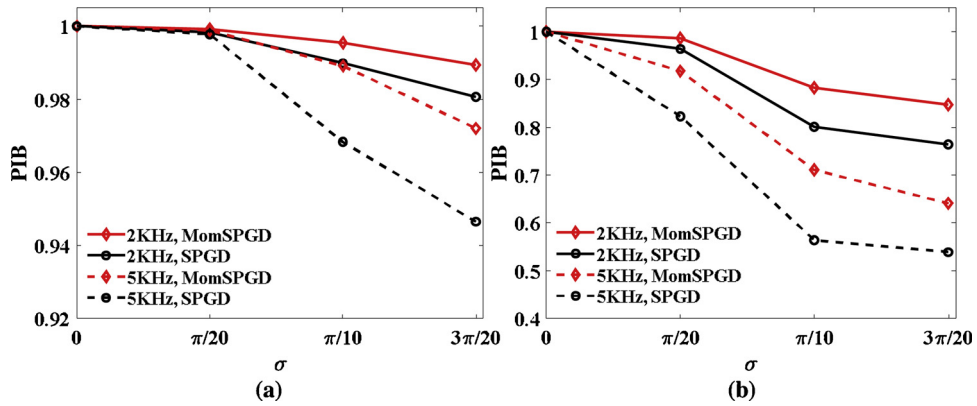 1
0.98
0.96
0.94
0.92
PIB
2KHz, MomSPGD
2KHz, SPGD
5KHz, MomSPGD
5KHz, SPGD
0 π/20 π/10 3π/20
σ
(a)
1
0.9
0.8
0.7
0.6
0.5
0.4
PIB
2KHz, MomSPGD
2KHz, SPGD
5KHz, MomSPGD
5KHz, SPGD
0 π/20 π/10 3π/20
σ
(b)